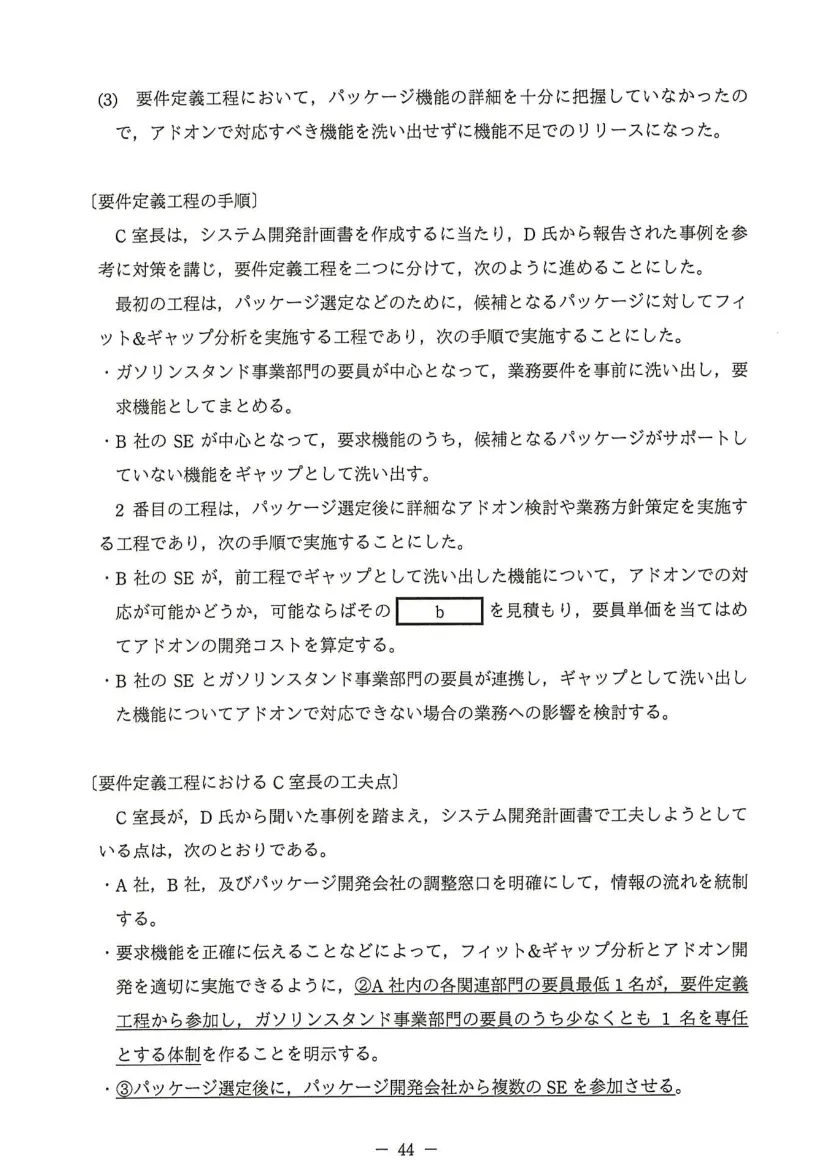 (3) 要件定義工程において，パッケージ機能の詳細を十分に把握していなかったの
で，アドオンで対応すべき機能を洗い出せずに機能不足でのリリースになった。
〔要件定義工程の手順〕
C 室長は，システム開発計画書を作成するに当たり，D 氏から報告された事例を参
考に対策を講じ，要件定義工程を二つに分けて，次のように進めることにした。
最初の工程は，パッケージ選定などのために，候補となるパッケージに対してフィ
ット&ギャップ分析を実施する工程であり，次の手順で実施することにした。
・ガソリンスタンド事業部門の要員が中心となって，業務要件を事前に洗い出し，要
求機能としてまとめる。
・B 社の SE が中心となって，要求機能のうち，候補となるパッケージがサポートし
ていない機能をギャップとして洗い出す。
2 番目の工程は，パッケージ選定後に詳細なアドオン検討や業務方針策定を実施す
る工程であり，次の手順で実施することにした。
・B 社の SE が，前工程でギャップとして洗い出した機能について，アドオンでの対
応が可能かどうか，可能ならばその b を見積もり，要員単価を当てはめ
てアドオンの開発コストを算定する。
・B 社の SE とガソリンスタンド事業部門の要員が連携し，ギャップとして洗い出し
た機能についてアドオンで対応できない場合の業務への影響を検討する。
〔要件定義工程における C 室長の工夫点〕
C 室長が，D 氏から聞いた事例を踏まえ，システム開発計画書で工夫しようとして
いる点は，次のとおりである。
・A 社，B 社，及びパッケージ開発会社の調整窓口を明確にして，情報の流れを統制
する。
・要求機能を正確に伝えることなどによって，フィット&ギャップ分析とアドオン開
発を適切に実施できるように，②A 社内の各関連部門の要員最低 1 名が，要件定義
工程から参加し，ガソリンスタンド事業部門の要員のうち少なくとも 1 名を専任
とする体制を作ることを明示する。
・③パッケージ選定後に，パッケージ開発会社から複数の SE を参加させる。
― 44 ―